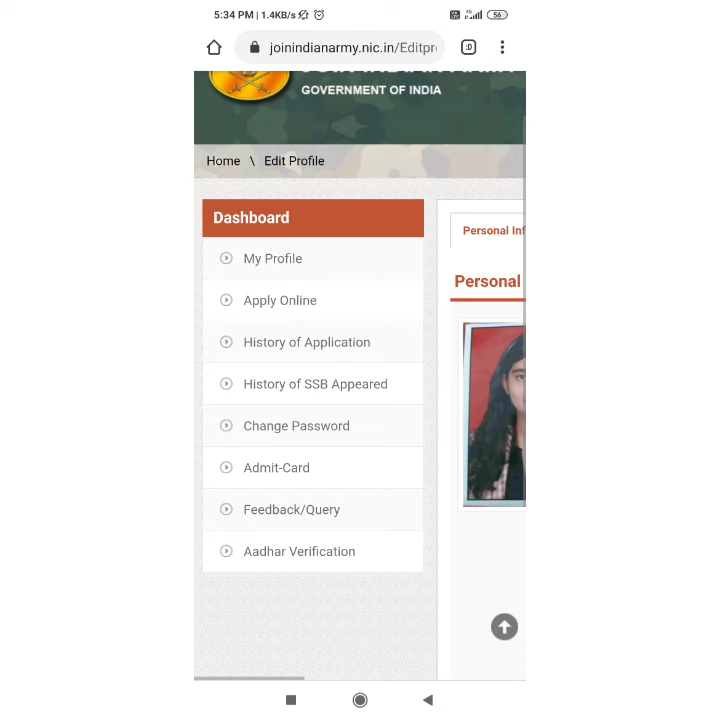 5:34 PM | 1.4KB/s
4G
56
joinindianarmy.nic.in/Editpr
:D
GOVERNMENT OF INDIA
Home \ Edit Profile
Dashboard
My Profile
Apply Online
History of Application
History of SSB Appeared
Change Password
Admit-Card
Feedback/Query
Aadhar Verification
Personal Inf
Personal